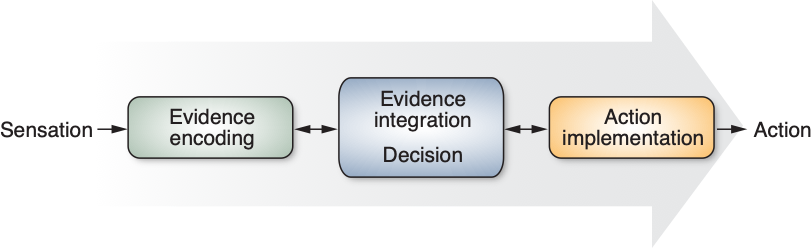 Sensation
Evidence
encoding
Evidence
integration
Decision
Action
implementation
Action